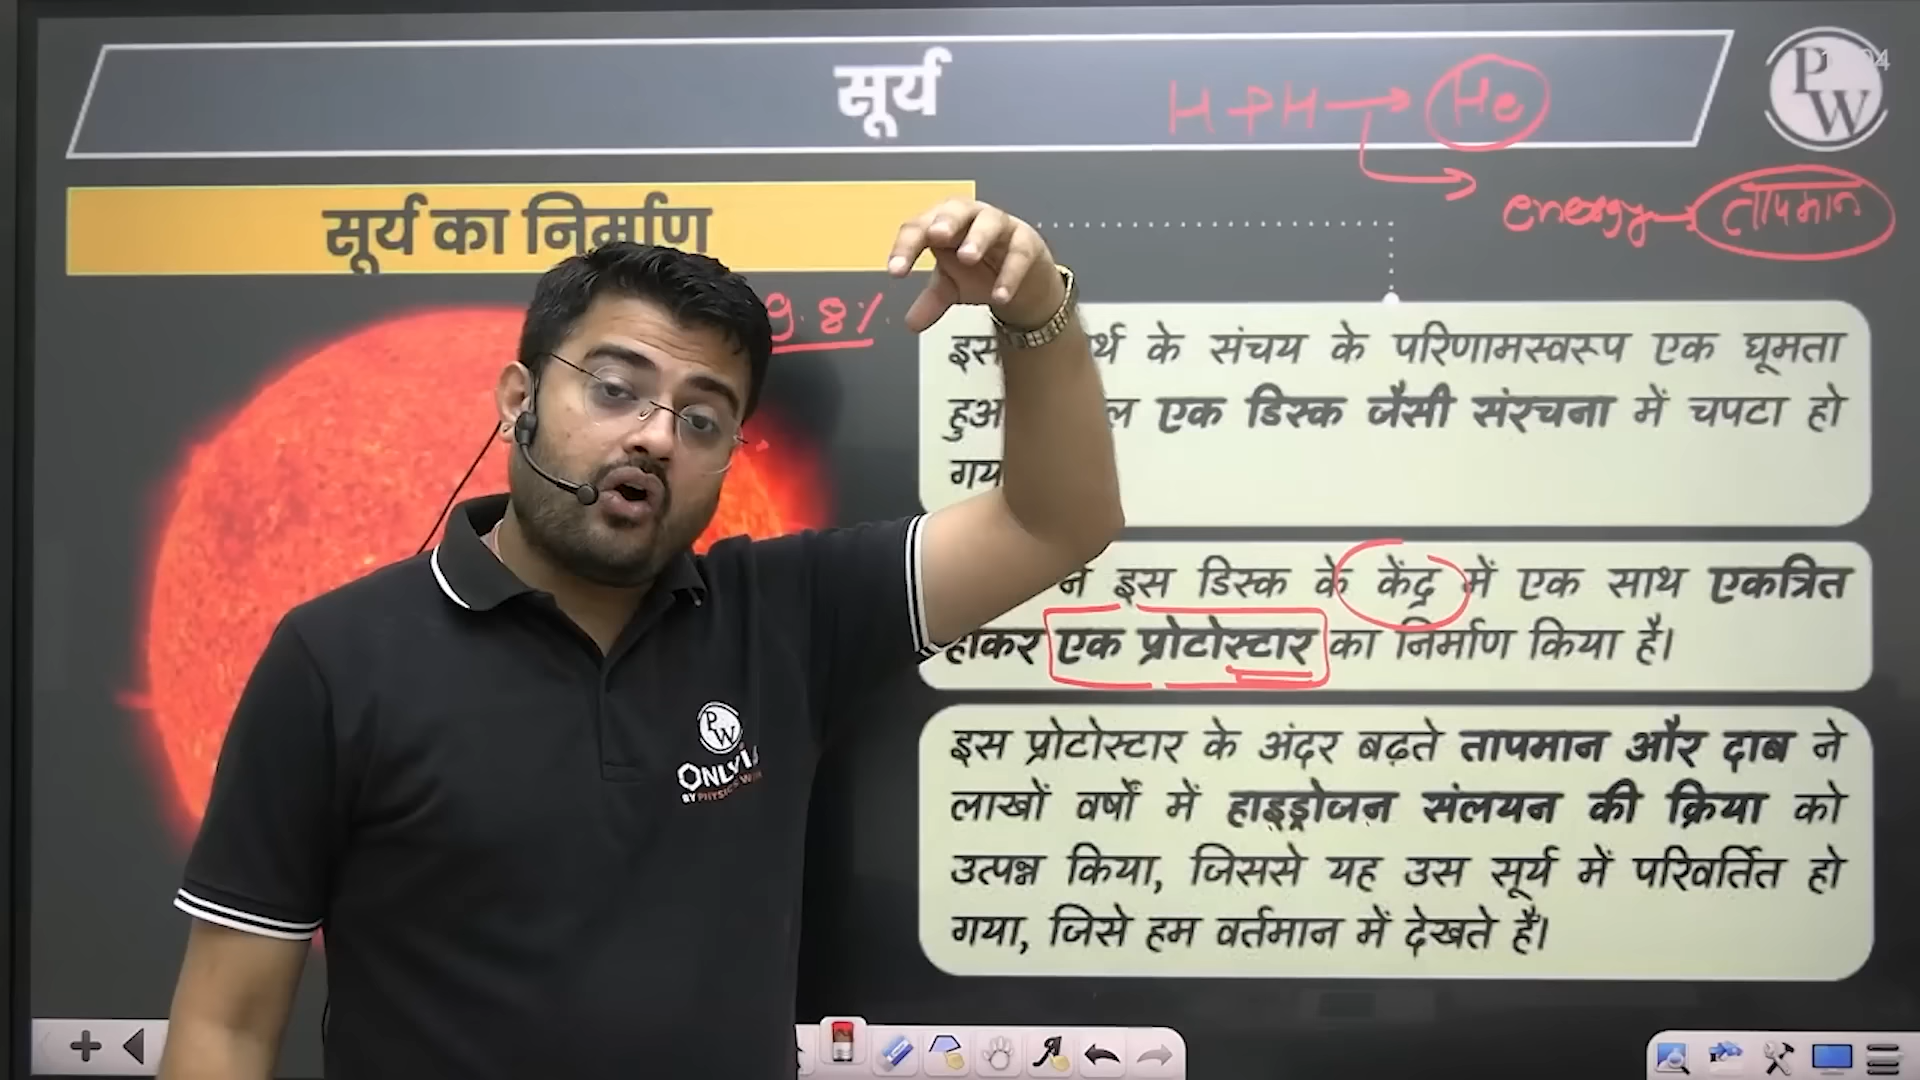 सूर्य
H + H → He
energy → तापमान
PW
सूर्य का निर्माण
9.8%
के संचय के परिणामस्वरूप एक घूमता
एक डिस्क जैसी संरचना में चपटा हो
ने इस डिस्क के केंद्र में एक साथ एकत्रित
होकर एक प्रोटोस्टार का निर्माण किया है।
इस प्रोटोस्टार के अंदर बढ़ते तापमान और दाब ने
लाखों वर्षों में हाइड्रोजन संलयन की क्रिया को
उत्पन्न किया, जिससे यह उस सूर्य में परिवर्तित हो
गया, जिसे हम वर्तमान में देखते हैं।
PW
ONLY
BY PHYSICS W